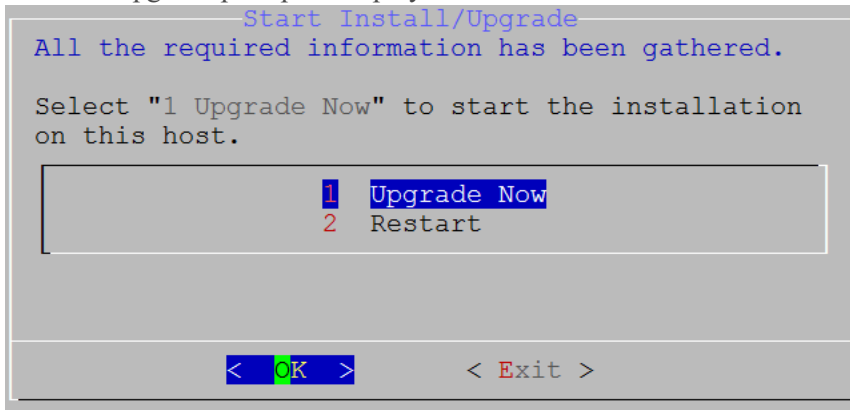 Start Install/Upgrade
All the required information has been gathered.
Select "1 Upgrade Now" to start the installation
on this host.
1 Upgrade Now
2 Restart
< OK > < Exit >